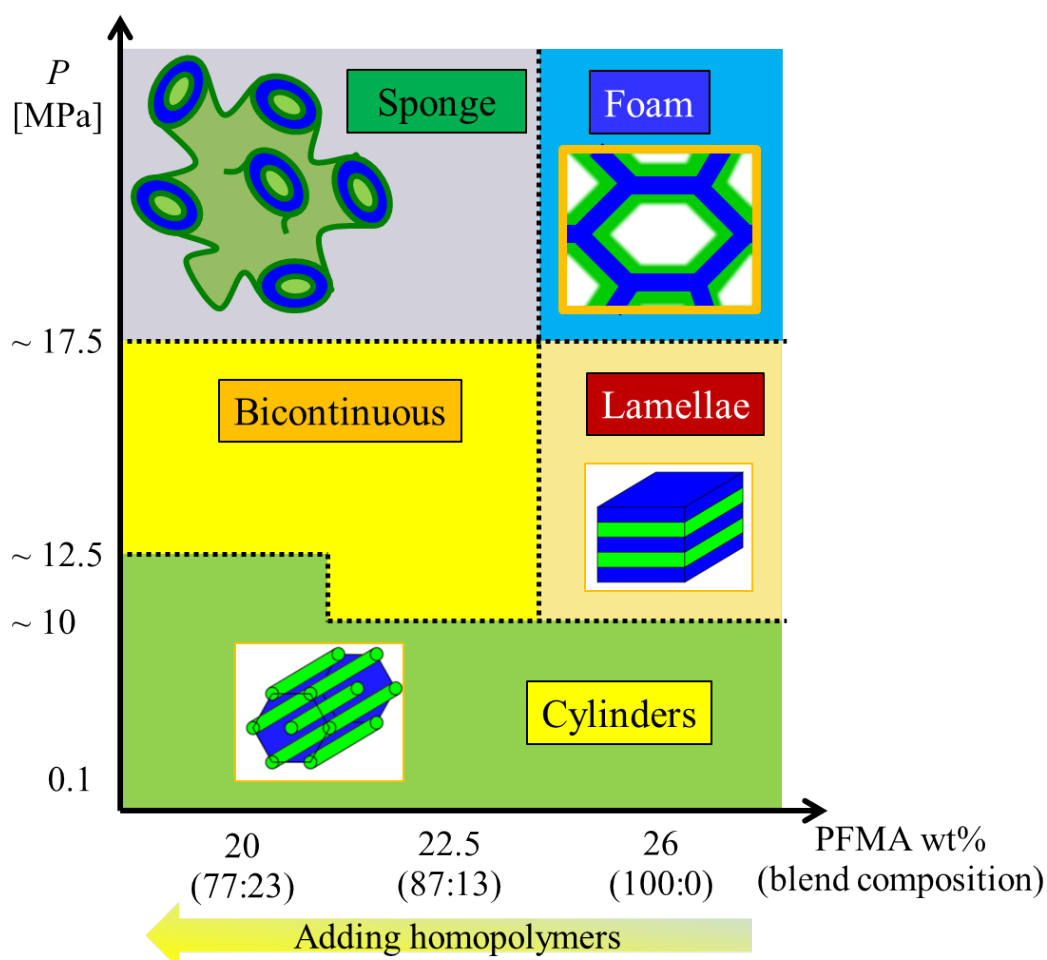 P
[MPa]
Sponge
Foam
~ 17.5
Bicontinuous
Lamellae
~ 12.5
~ 10
Cylinders
0.1
20
(77:23)
22.5
(87:13)
26
(100:0)
PFMA wt%
(blend composition)
Adding homopolymers